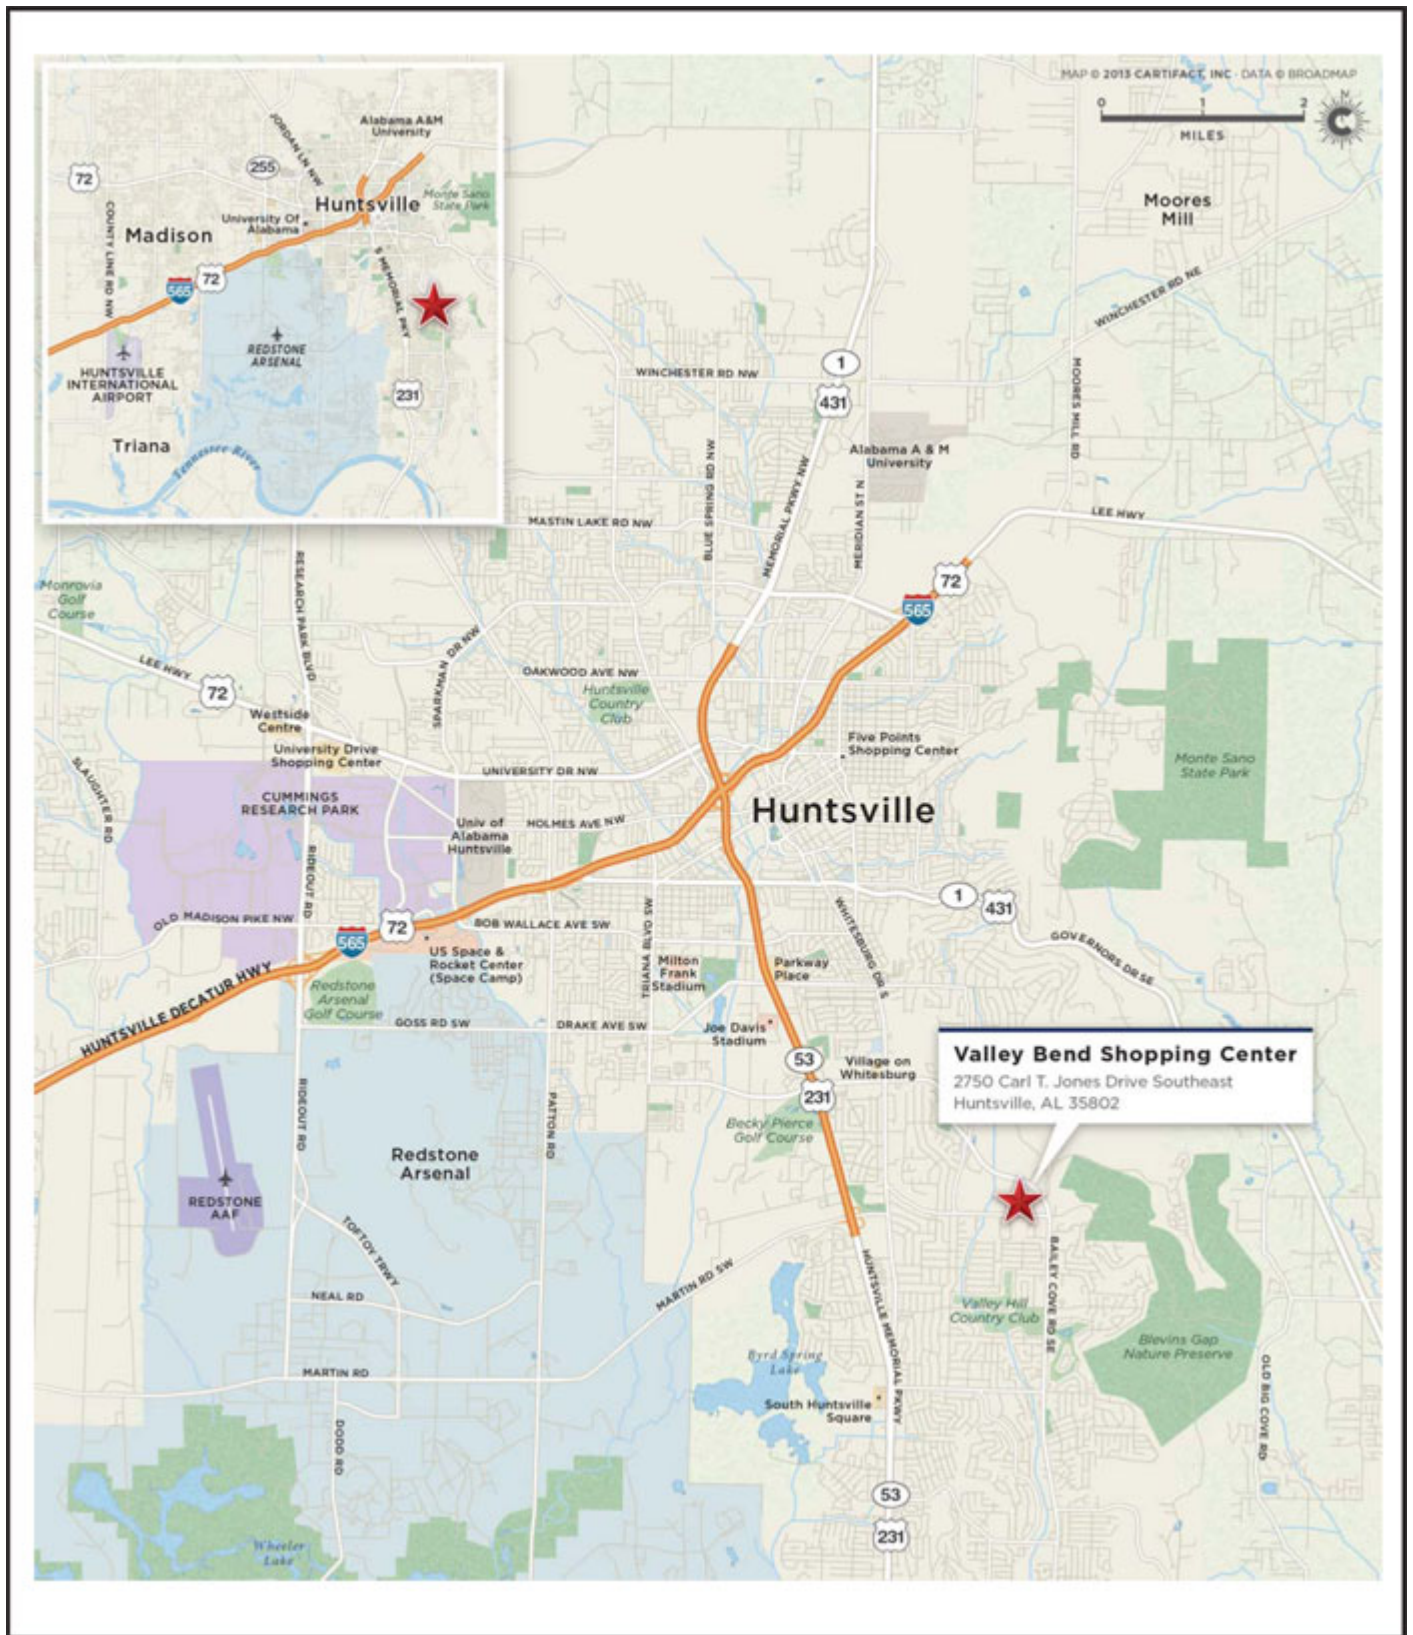 MAP © 2013 CARTIFACT, INC · DATA © BROADMAP
0 1 2
MILES
N
C
Alabama A&M
University
JORDAN LN NW
255
72
Monte Sano
State Park
Huntsville
University Of
Alabama
COUNTY LINE RD NW
Madison
S MEMORIAL PKY
72
565
REDSTONE
ARSENAL
HUNTSVILLE
INTERNATIONAL
AIRPORT
231
Triana
Tennessee River
Moores
Mill
WINCHESTER RD NE
1
WINCHESTER RD NW
431
MOORES MILL RD
BLUE SPRING RD NW
Alabama A & M
University
MEMORIAL PKWY NW
MERIDIAN ST N
MASTIN LAKE RD NW
LEE HWY
RESEARCH PARK BLVD
Monrovia
Golf
Course
72
565
SPARKMAN DR NW
LEE HWY
72
OAKWOOD AVE NW
Huntsville
Country
Club
Westside
Centre
University Drive
Shopping Center
Five Points
Shopping Center
Monte Sano
State Park
SLAUGHTER RD
UNIVERSITY DR NW
CUMMINGS
RESEARCH PARK
Huntsville
Univ of
Alabama
Huntsville
HOLMES AVE NW
RIDEOUT RD
OLD MADISON PIKE NW
72
BOB WALLACE AVE SW
TRIANA BLVD SW
WHITESBURG DR S
1
431
565
US Space &
Rocket Center
(Space Camp)
Milton
Frank
Stadium
Parkway
Place
GOVERNORS DR SE
HUNTSVILLE DECATUR HWY
Redstone
Arsenal
Golf Course
GOSS RD SW
DRAKE AVE SW
Joe Davis
Stadium
53
Village on
Whitesburg
231
Valley Bend Shopping Center
2750 Carl T. Jones Drive Southeast
Huntsville, AL 35802
RIDEOUT RD
PATTON RD
Becky Pierce
Golf Course
Redstone
Arsenal
REDSTONE
AAF
TOFTOY TRWY
BAILEY COVE RD SE
HUNTSVILLE MEMORIAL PKWY
MARTIN RD SW
NEAL RD
Valley Hill
Country Club
Blevins Gap
Nature Preserve
Byrd Spring
Lake
MARTIN RD
OLD BIG COVE RD
South Huntsville
Square
DODD RD
53
231
Wheeler
Lake